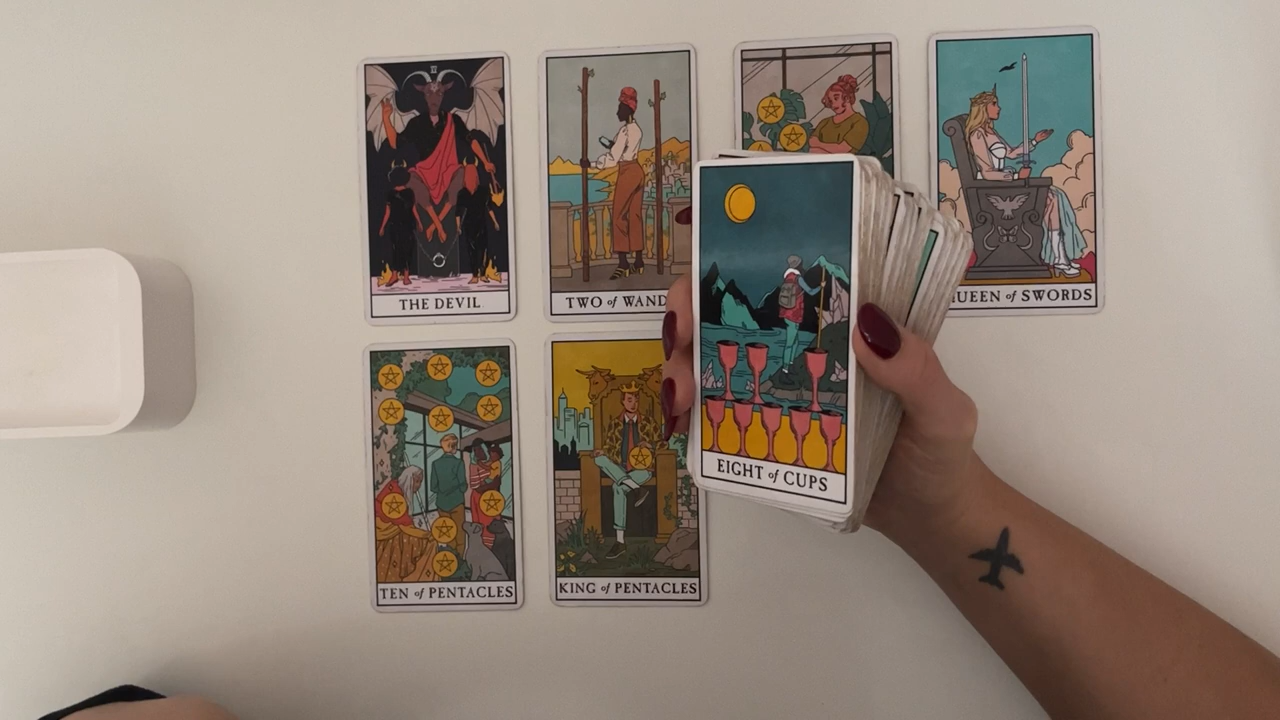 THE DEVIL
TWO of WAND
QUEEN of SWORDS
EIGHT of CUPS
TEN of PENTACLES
KING of PENTACLES